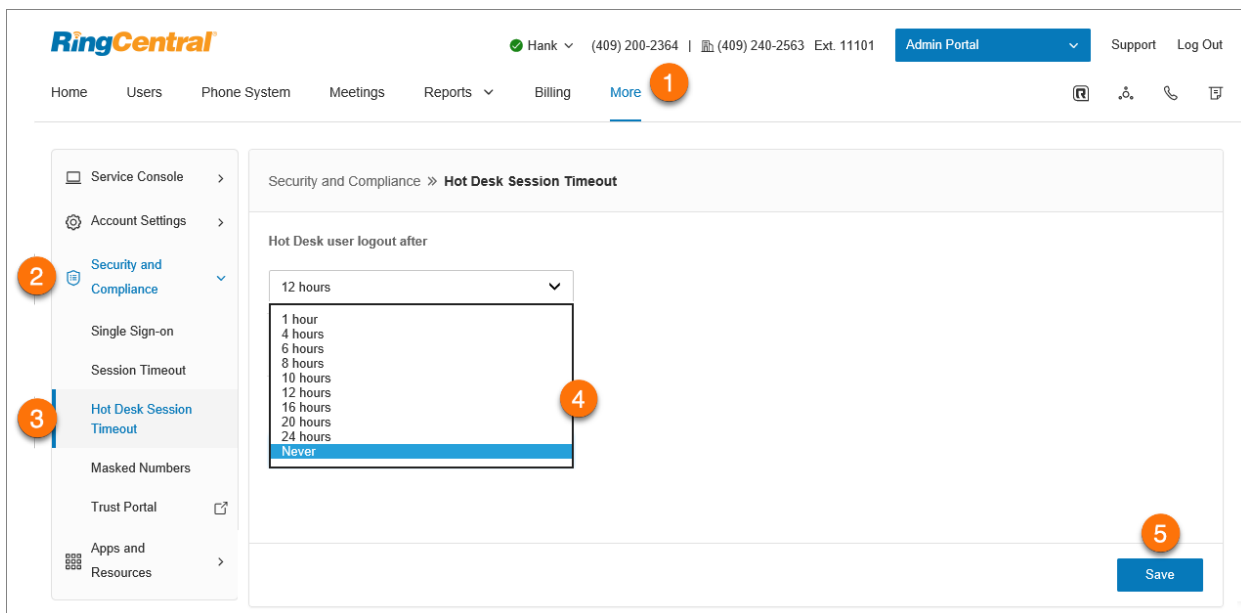 RingCentral
Hank (409) 200-2364 | (409) 240-2563 Ext. 11101 Admin Portal Support Log Out
Home Users Phone System Meetings Reports Billing More 1
Service Console
Account Settings
2 Security and
Compliance
Single Sign-on
Session Timeout
3 Hot Desk Session
Timeout
Masked Numbers
Trust Portal
Apps and
Resources
Security and Compliance » Hot Desk Session Timeout
Hot Desk user logout after
12 hours
1 hour
4 hours
6 hours
8 hours
10 hours
12 hours
16 hours
20 hours
24 hours
Never
4
5
Save